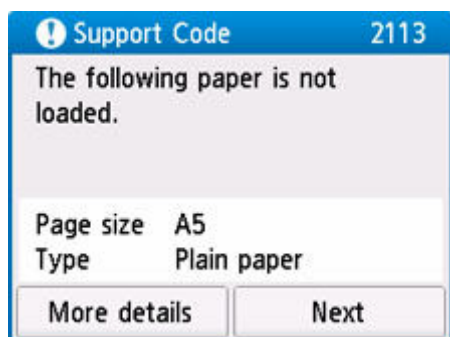 Support Code 2113
The following paper is not
loaded.
Page size A5
Type Plain paper
More details Next